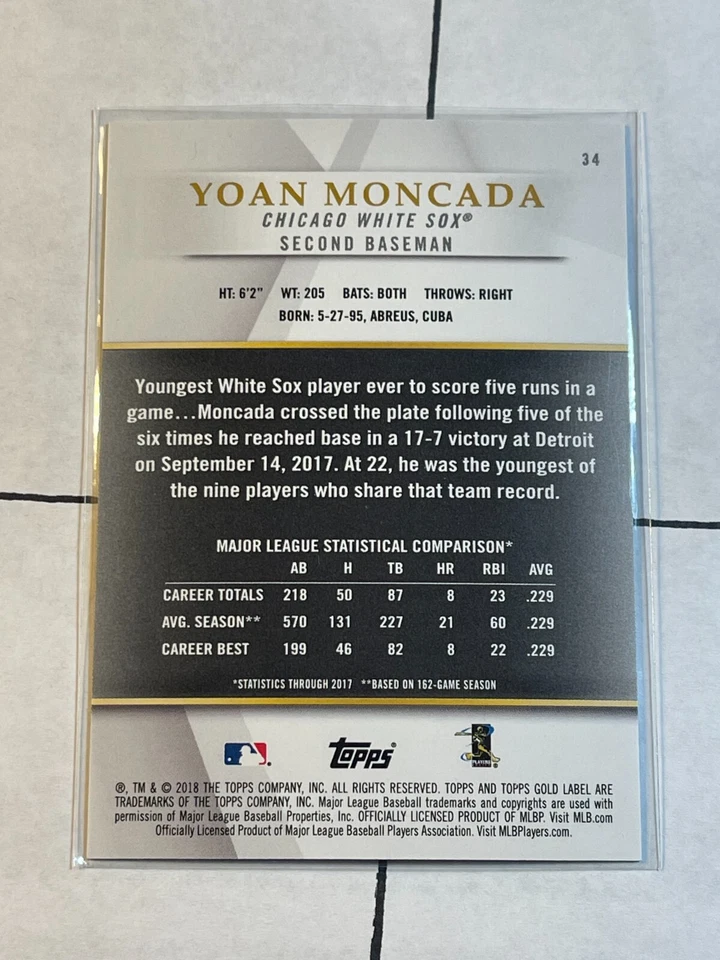 34
YOAN MONCADA
CHICAGO WHITE SOX®
SECOND BASEMAN
HT: 6'2" WT: 205 BATS: BOTH THROWS: RIGHT
BORN: 5-27-95, ABREUS, CUBA
Youngest White Sox player ever to score five runs in a
game...Moncada crossed the plate following five of the
six times he reached base in a 17-7 victory at Detroit
on September 14, 2017. At 22, he was the youngest of
the nine players who share that team record.
MAJOR LEAGUE STATISTICAL COMPARISON*
AB H TB HR RBI AVG
CAREER TOTALS 218 50 87 8 23 .229
AVG. SEASON** 570 131 227 21 60 .229
CAREER BEST 199 46 82 8 22 .229
*STATISTICS THROUGH 2017 **BASED ON 162-GAME SEASON
topps®
PLAYERS
®, TM & © 2018 THE TOPPS COMPANY, INC. ALL RIGHTS RESERVED. TOPPS AND TOPPS GOLD LABEL ARE
TRADEMARKS OF THE TOPPS COMPANY, INC. Major League Baseball trademarks and copyrights are used with
permission of Major League Baseball Properties, Inc. OFFICIALLY LICENSED PRODUCT OF MLBP. Visit MLB.com
Officially Licensed Product of Major League Baseball Players Association. Visit MLBPlayers.com.